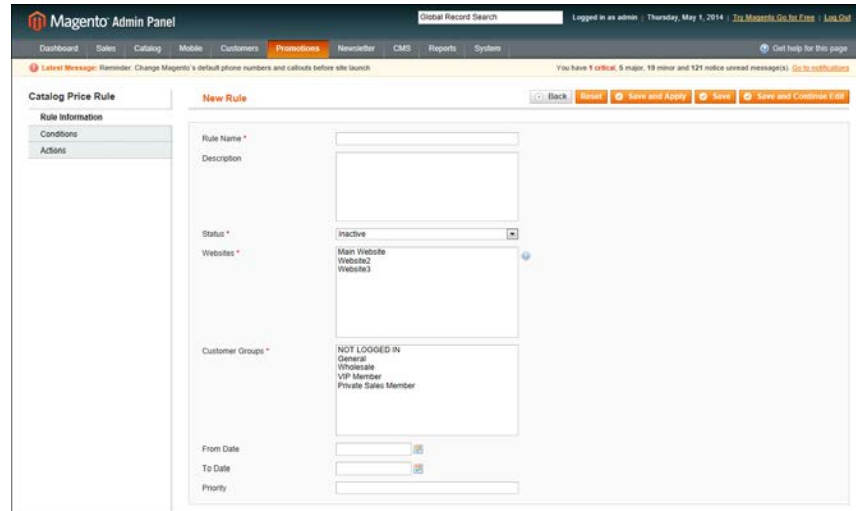 Magento® Admin Panel
Global Record Search
Logged in as admin | Thursday, May 1, 2014 | Try Magento Go for Free | Log Out
Dashboard Sales Catalog Mobile Customers Promotions Newsletter CMS Reports System
Get help for this page
Latest Message: Reminder: Change Magento's default phone numbers and callouts before site launch
You have 1 critical, 5 major, 19 minor and 121 notice unread message(s). Go to notifications
Catalog Price Rule
Rule Information
Conditions
Actions
New Rule
Back Reset Save and Apply Save Save and Continue Edit
Rule Name *
Description
Status * Inactive
Websites * Main Website
Website2
Website3
Customer Groups * NOT LOGGED IN
General
Wholesale
VIP Member
Private Sales Member
From Date
To Date
Priority